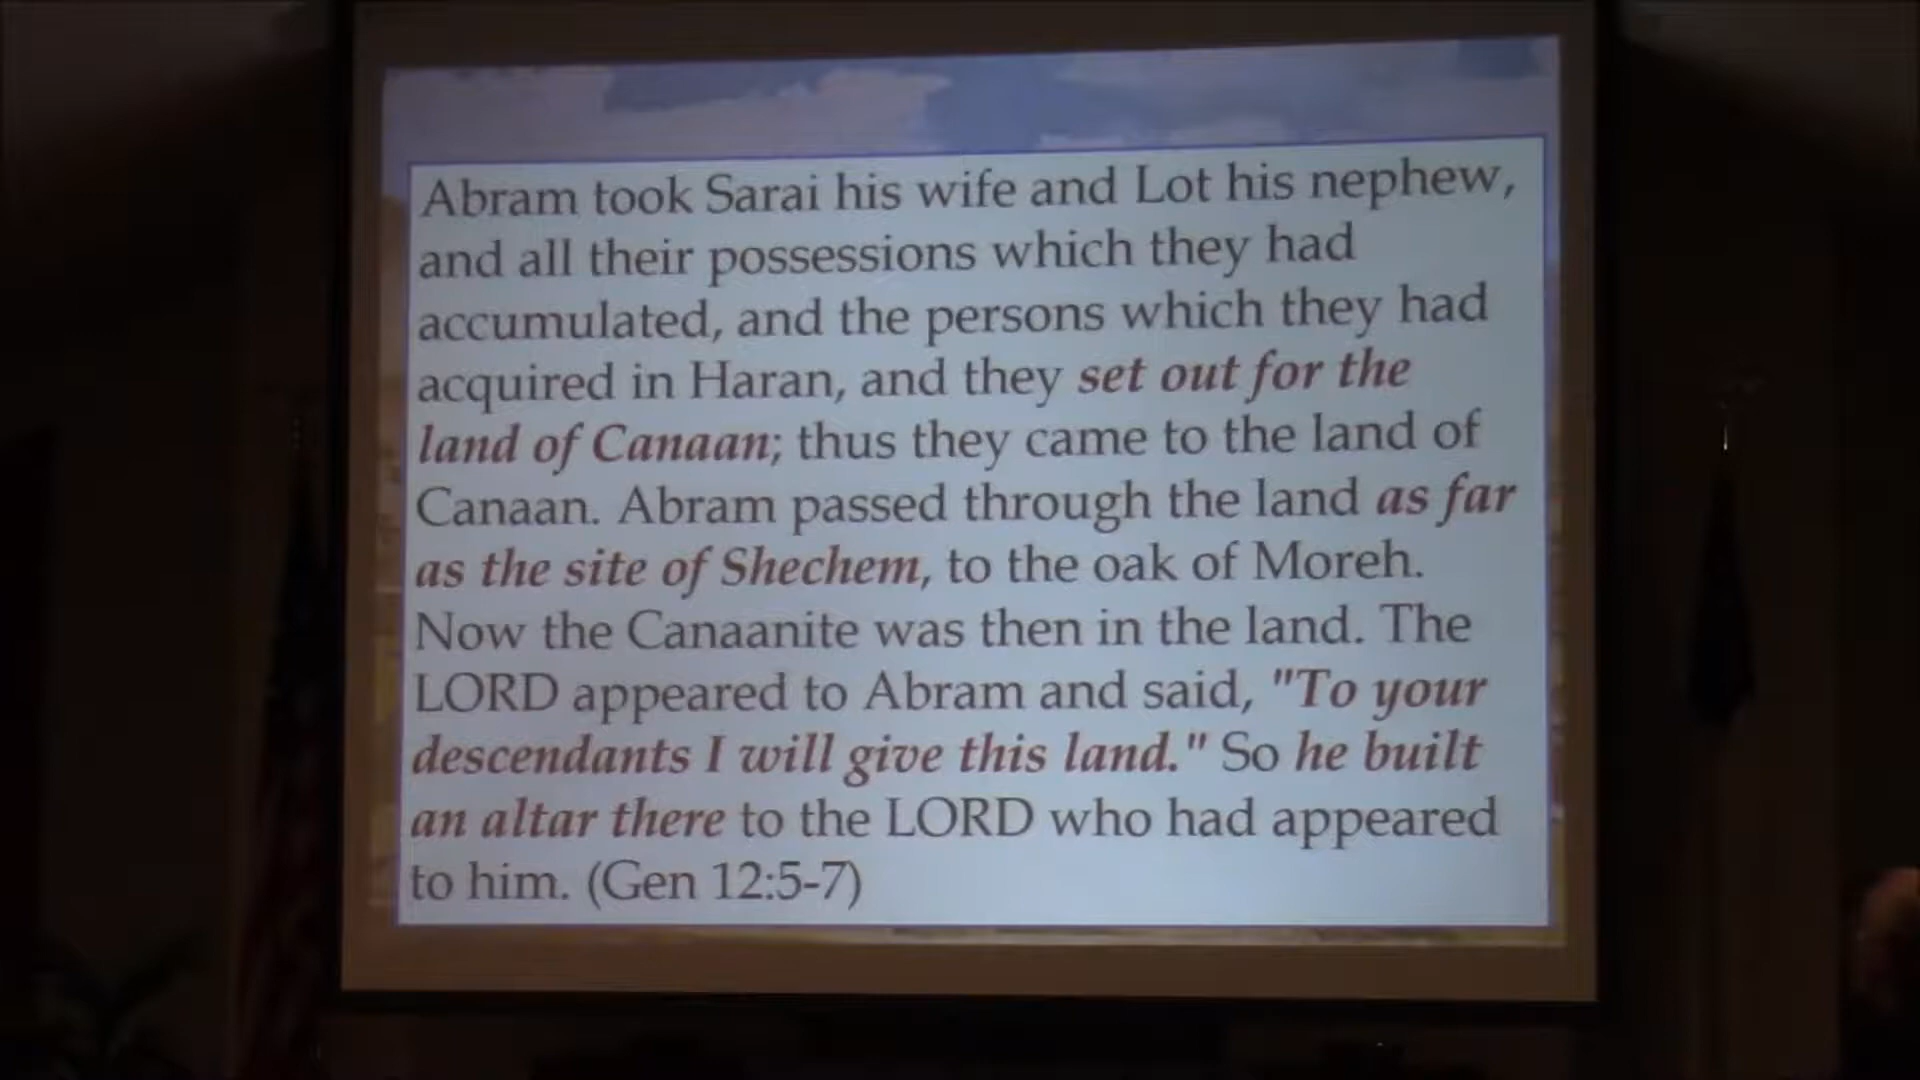 Abram took Sarai his wife and Lot his nephew,
and all their possessions which they had
accumulated, and the persons which they had
acquired in Haran, and they set out for the
land of Canaan; thus they came to the land of
Canaan. Abram passed through the land as far
as the site of Shechem, to the oak of Moreh.
Now the Canaanite was then in the land. The
LORD appeared to Abram and said, "To your
descendants I will give this land." So he built
an altar there to the LORD who had appeared
to him. (Gen 12:5-7)